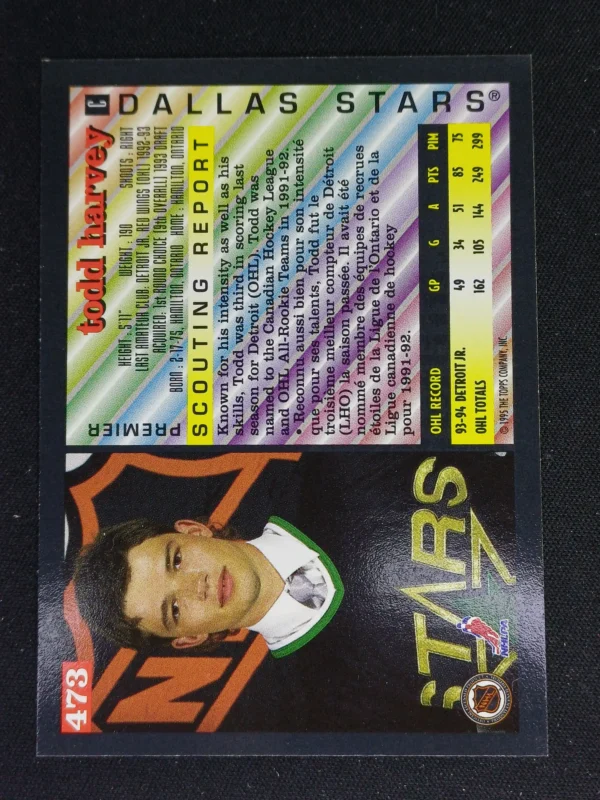 473
STARS
NHLPA
PREMIER
todd harvey
C
HEIGHT: 5'11" WEIGHT: 190 SHOOTS: RIGHT
LAST AMATEUR CLUB: DETROIT JR. RED WINGS (OHL) 1992-93
ACQUIRED: 1st ROUND CHOICE (9th OVERALL) 1993 DRAFT
BORN: 2-17-75, HAMILTON, ONTARIO HOME: HAMILTON, ONTARIO
DALLAS STARS®
SCOUTING REPORT
Known for his intensity as well as his
skills, Todd was third in scoring last
season for Detroit (OHL). Todd was
named to the Canadian Hockey League
and OHL All-Rookie Teams in 1991-92.
• Reconnu aussi bien pour son intensité
que pour ses talents, Todd fut le
troisième meilleur compteur de Détroit
(LHO) la saison passée. Il avait été
nommé membre des équipes de recrues
étoiles de la Ligue de l'Ontario et de la
Ligue canadienne de hockey
pour 1991-92.
OHL RECORD GP G A PTS PIM
93-94 DETROIT JR. 49 34 51 85 75
OHL TOTALS 162 105 144 249 299
© 1995 THE TOPPS COMPANY, INC.